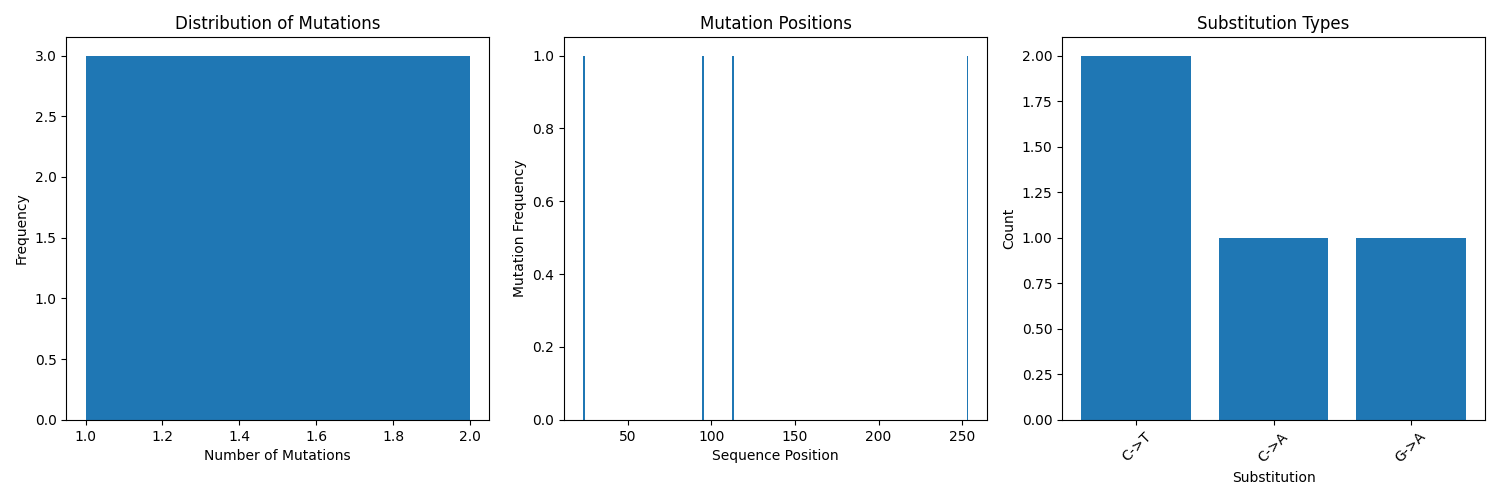 Distribution of Mutations
3.0
2.5
2.0
1.5
1.0
0.5
0.0
Frequency
1.0 1.2 1.4 1.6 1.8 2.0
Number of Mutations
Mutation Positions
1.0
0.8
0.6
0.4
0.2
0.0
Mutation Frequency
50 100 150 200 250
Sequence Position
Substitution Types
2.00
1.75
1.50
1.25
1.00
0.75
0.50
0.25
0.00
Count
C->T C->A G->A
Substitution